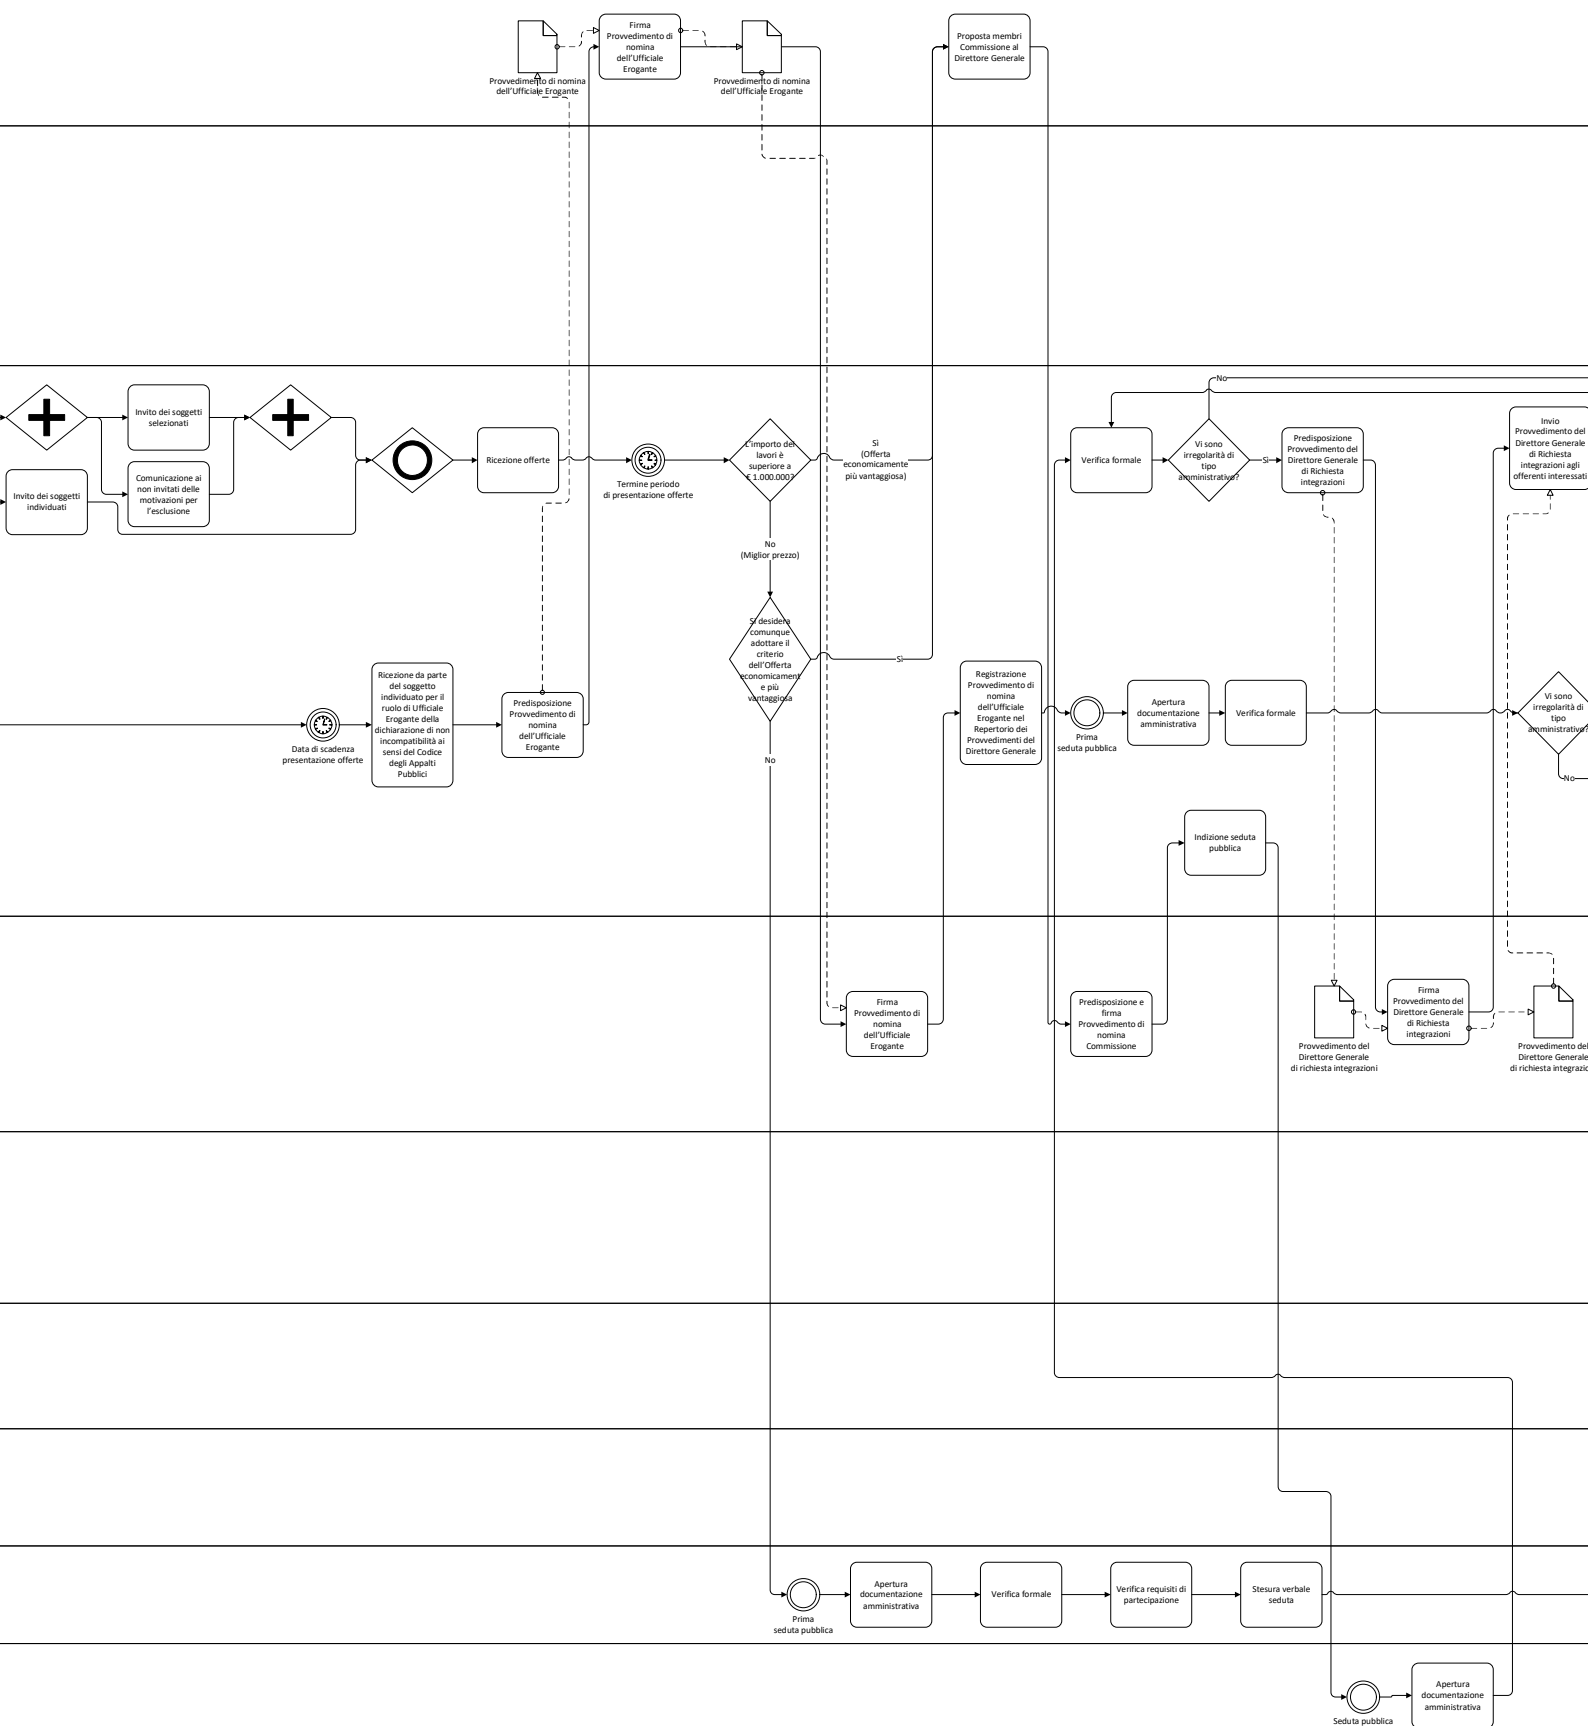 Provvedimento di nomina
dell'Ufficiale Erogante
Firma
Provvedimento di
nomina
dell'Ufficiale
Erogante
Provvedimento di nomina
dell'Ufficiale Erogante
Proposta membri
Commissione al
Direttore Generale
Invito dei soggetti
selezionati
Comunicazione ai
non invitati delle
motivazioni per
l'esclusione
Invito dei soggetti
individuati
Ricezione offerte
Termine periodo
di presentazione offerte
L'importo dei
lavori è
superiore a
€ 1.000.000?
Sì
(Offerta
economicamente
più vantaggiosa)
No
(Miglior prezzo)
Si desidera
comunque
adottare il
criterio
dell'Offerta
economicament
e più
vantaggiosa
Sì
No
Verifica formale
Vi sono
irregolarità di
tipo
amministrativo?
No
Sì
Predisposizione
Provvedimento del
Direttore Generale
di Richiesta
integrazioni
Invio
Provvedimento del
Direttore Generale
di Richiesta
integrazioni agli
offerenti interessati
Data di scadenza
presentazione offerte
Ricezione da parte
del soggetto
individuato per il
ruolo di Ufficiale
Erogante della
dichiarazione di non
incompatibilità ai
sensi del Codice
degli Appalti
Pubblici
Predisposizione
Provvedimento di
nomina
dell'Ufficiale
Erogante
Registrazione
Provvedimento di
nomina
dell'Ufficiale
Erogante nel
Repertorio dei
Provvedimenti del
Direttore Generale
Prima
seduta pubblica
Apertura
documentazione
amministrativa
Verifica formale
Vi sono
irregolarità di
tipo
amministrativo?
No
Indizione seduta
pubblica
Firma
Provvedimento di
nomina
dell'Ufficiale
Erogante
Predisposizione e
firma
Provvedimento di
nomina
Commissione
Provvedimento del
Direttore Generale
di richiesta integrazioni
Firma
Provvedimento del
Direttore Generale
di Richiesta
integrazioni
Provvedimento del
Direttore Generale
di richiesta integrazio
Prima
seduta pubblica
Apertura
documentazione
amministrativa
Verifica formale
Verifica requisiti di
partecipazione
Stesura verbale
seduta
Seduta pubblica
Apertura
documentazione
amministrativa